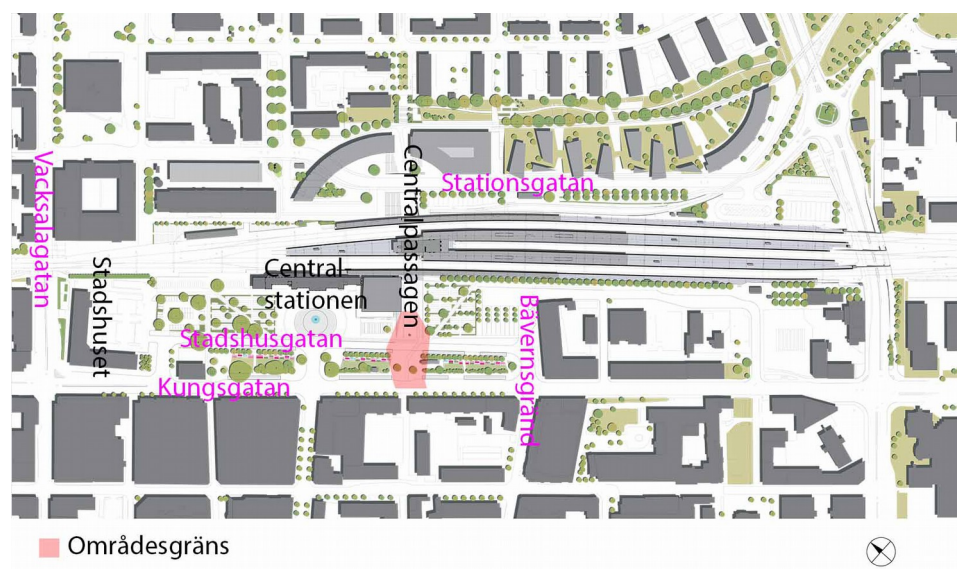 Vacksalagatan
Centralpassagen
Stationsgatan
Stadshuset
Central-
stationen
Stadshusgatan
Bävernsgränd
Kungsgatan
Områdesgräns